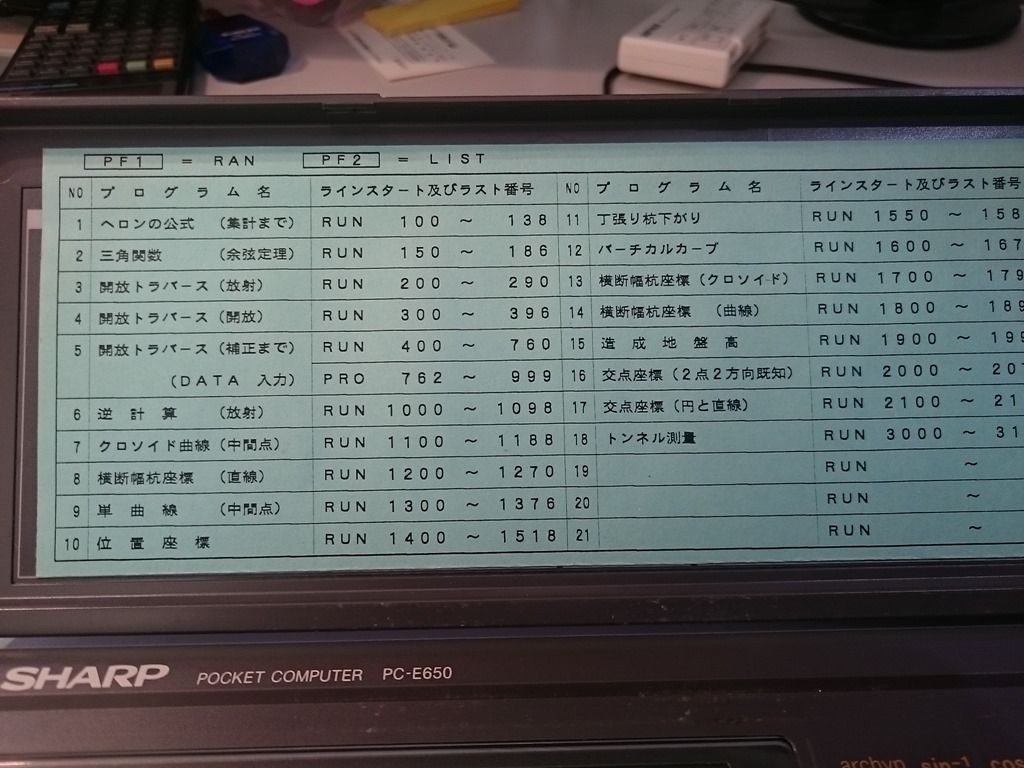 PF1 = RAN PF2 = LIST
NO プログラム名 ラインスタート及びラスト番号 NO プログラム名 ラインスタート及びラスト番号
1 ヘロンの公式 (集計まで) RUN 100 ~ 138 11 丁張り杭下がり RUN 1550 ~ 158
2 三角関数 (余弦定理) RUN 150 ~ 186 12 バーチカルカーブ RUN 1600 ~ 167
3 開放トラバース (放射) RUN 200 ~ 290 13 横断幅杭座標 (クロソイド) RUN 1700 ~ 179
4 開放トラバース (開放) RUN 300 ~ 396 14 横断幅杭座標 (曲線) RUN 1800 ~ 189
5 開放トラバース (補正まで) RUN 400 ~ 760 15 造成地盤高 RUN 1900 ~ 199
(DATA 入力) PRO 762 ~ 999 16 交点座標 (2点2方向既知) RUN 2000 ~ 20
6 逆計算 (放射) RUN 1000 ~ 1098 17 交点座標 (円と直線) RUN 2100 ~ 21
7 クロソイド曲線 (中間点) RUN 1100 ~ 1188 18 トンネル測量 RUN 3000 ~ 31
8 横断幅杭座標 (直線) RUN 1200 ~ 1270 19 RUN ~
9 単曲線 (中間点) RUN 1300 ~ 1376 20 RUN ~
10 位置座標 RUN 1400 ~ 1518 21 RUN ~
SHARP POCKET COMPUTER PC-E650
archyp sin-1 cos